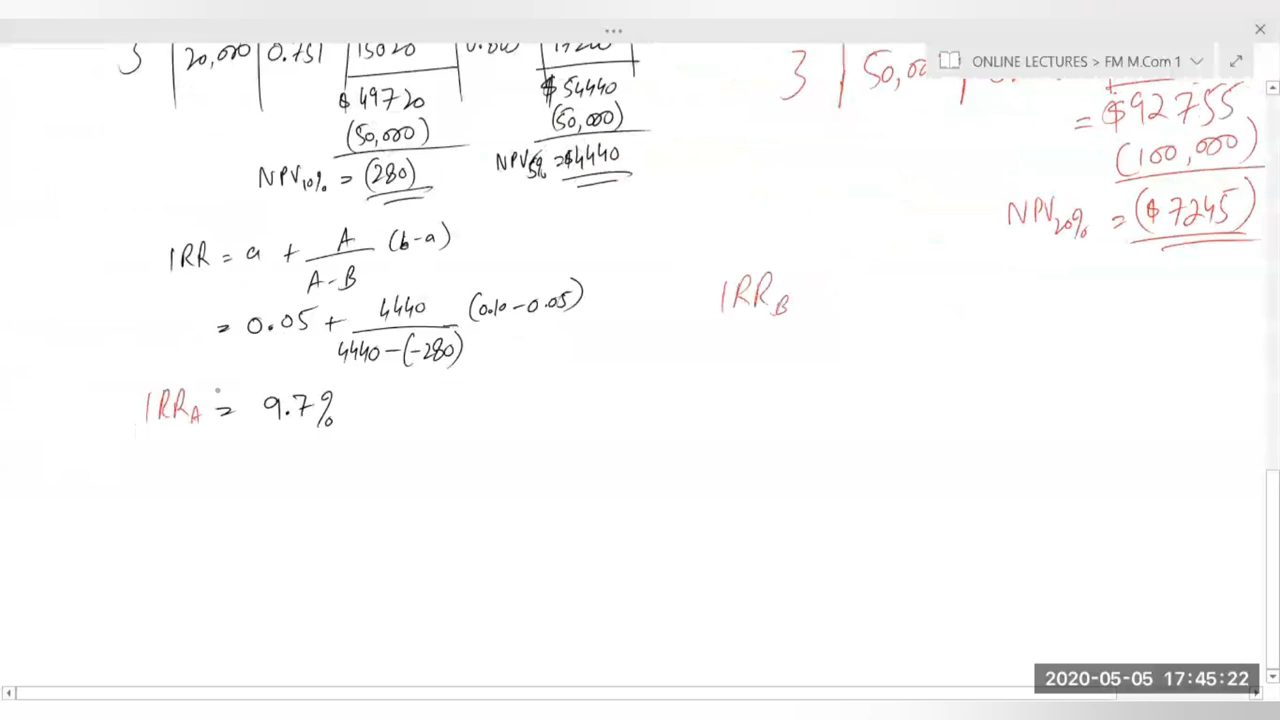 ONLINE LECTURES > FM M.Com 1
3 | 20,000 | 0.751 | 15020
$ 49720 $ 54440
(50,000) (50,000)
NPV10% = (280) NPV5% = $4440
IRR = a + A / A - B (b - a)
= 0.05 + 4440 / 4440 - (-280) (0.10 - 0.05)
IRRA = 9.7%
3
= $92755
(100,000)
NPV20% = ($7245)
IRRB
2020-05-05 17:45:22